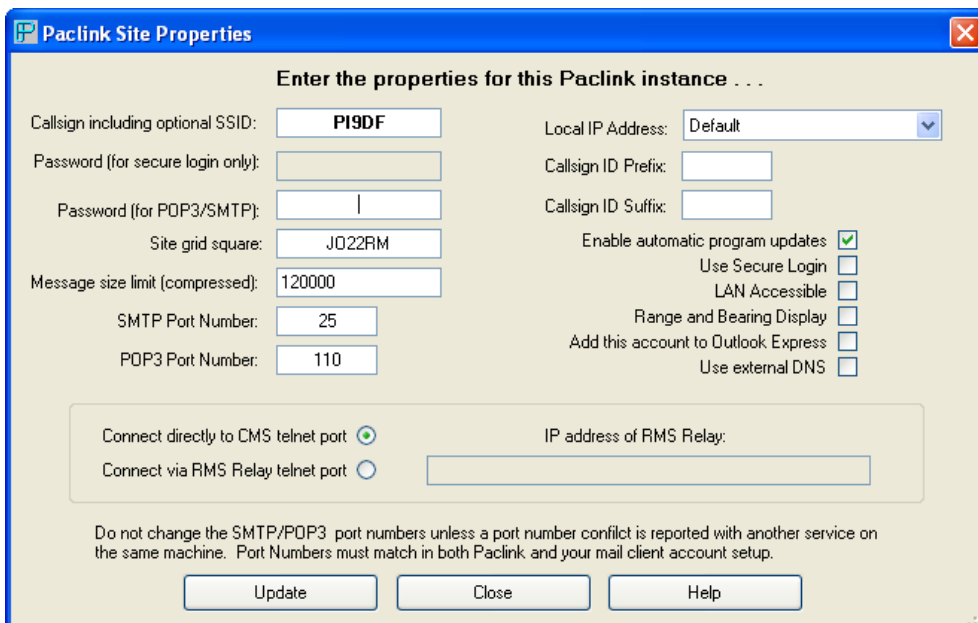 Paclink Site Properties
Enter the properties for this Paclink instance . . .
Callsign including optional SSID: PI9DF
Password (for secure login only):
Password (for POP3/SMTP):
Site grid square: JO22RM
Message size limit (compressed): 120000
SMTP Port Number: 25
POP3 Port Number: 110
Local IP Address: Default
Callsign ID Prefix:
Callsign ID Suffix:
Enable automatic program updates
Use Secure Login
LAN Accessible
Range and Bearing Display
Add this account to Outlook Express
Use external DNS
Connect directly to CMS telnet port
Connect via RMS Relay telnet port
IP address of RMS Relay:
Do not change the SMTP/POP3 port numbers unless a port number confilct is reported with another service on
the same machine. Port Numbers must match in both Paclink and your mail client account setup.
Update Close Help